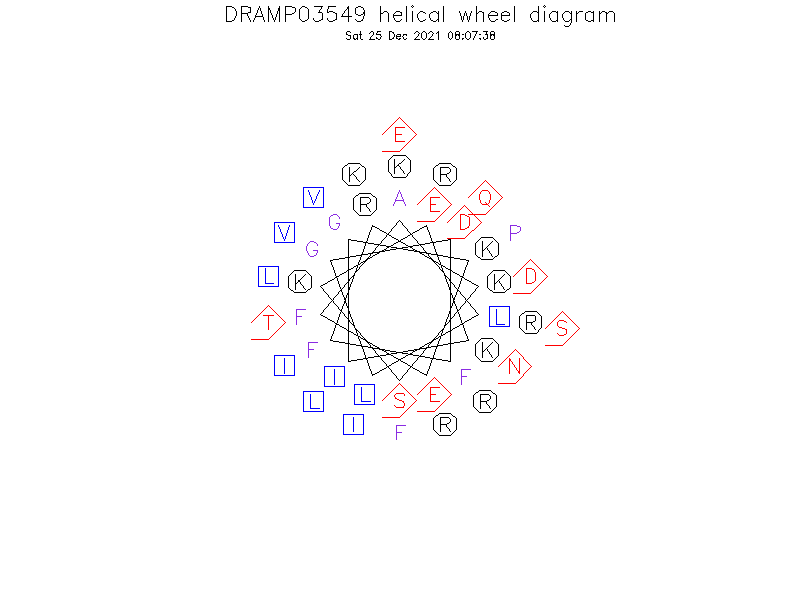 DRAMP03549 helical wheel diagram
Sat 25 Dec 2021 08:07:38
E
K K R
V R A E Q
V G D P
G K
L K K D
T F L R S
F K
I I F N
L L S E R
I F R